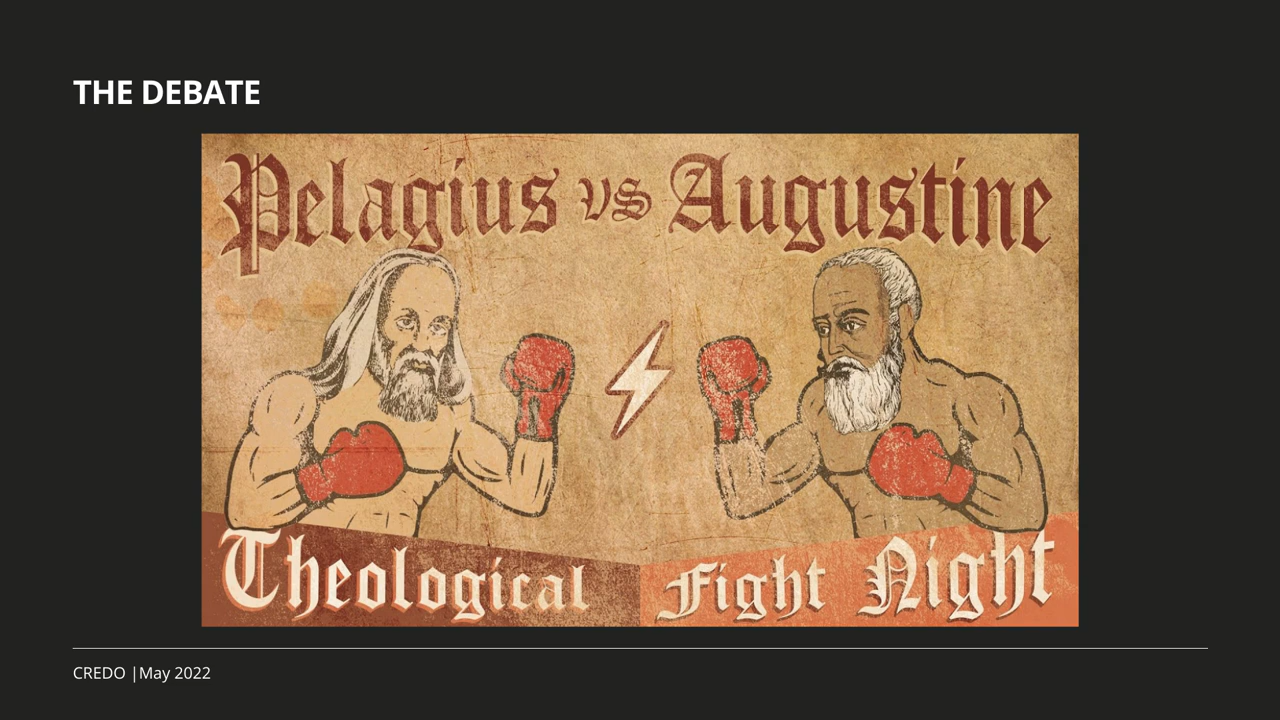 THE DEBATE
Pelagius vs Augustine
Theological Fight Night
CREDO |May 2022